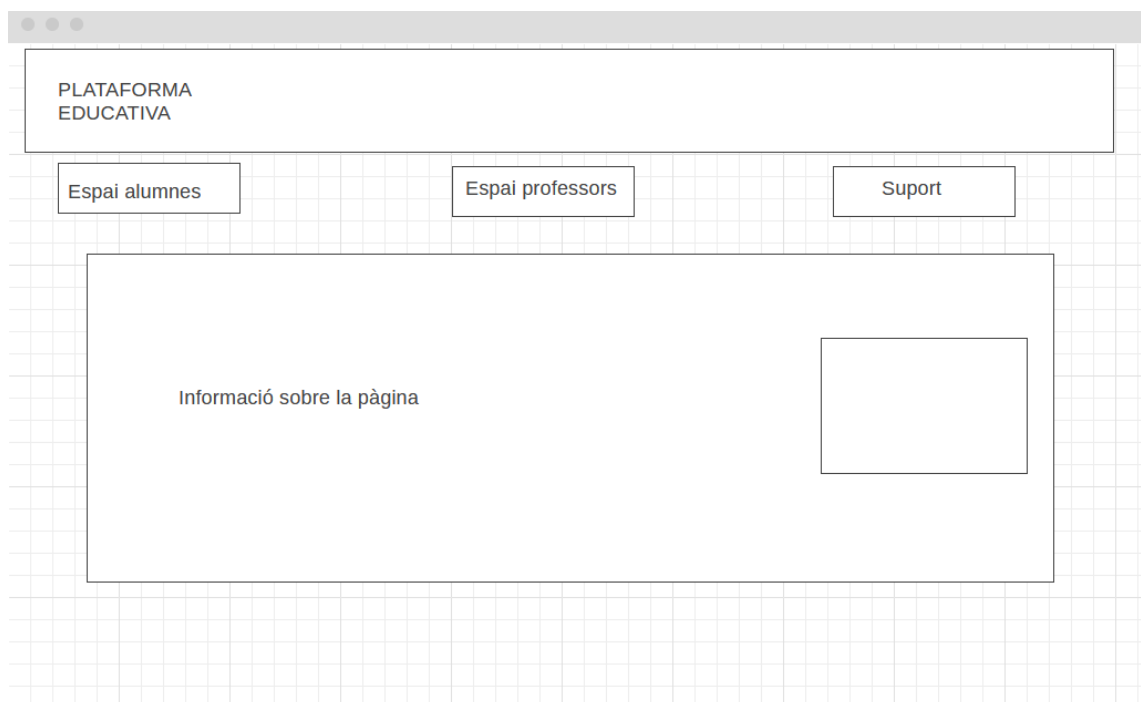 PLATAFORMA
EDUCATIVA
Espai alumnes
Espai professors
Suport
Informació sobre la pàgina